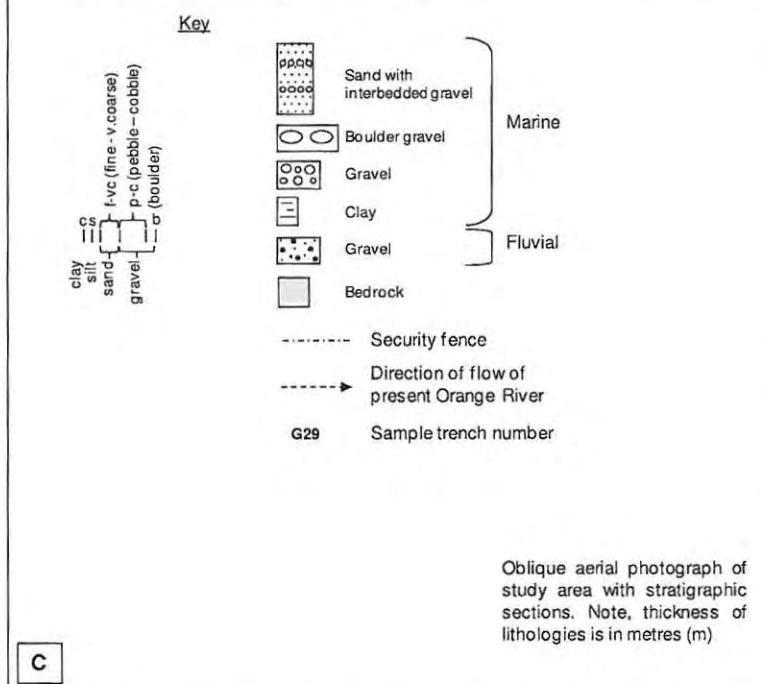 Key
f-vc (fine - v.coarse)
p-c (pebble - cobble)
(boulder)
cs
b
clay
silt
sand
gravel
Sand with
interbedded gravel
Boulder gravel
Gravel
Clay
Marine
Gravel
Fluvial
Bedrock
Security fence
Direction of flow of
present Orange River
G29 Sample trench number
Oblique aerial photograph of
study area with stratigraphic
sections. Note, thickness of
lithologies is in metres (m)
C